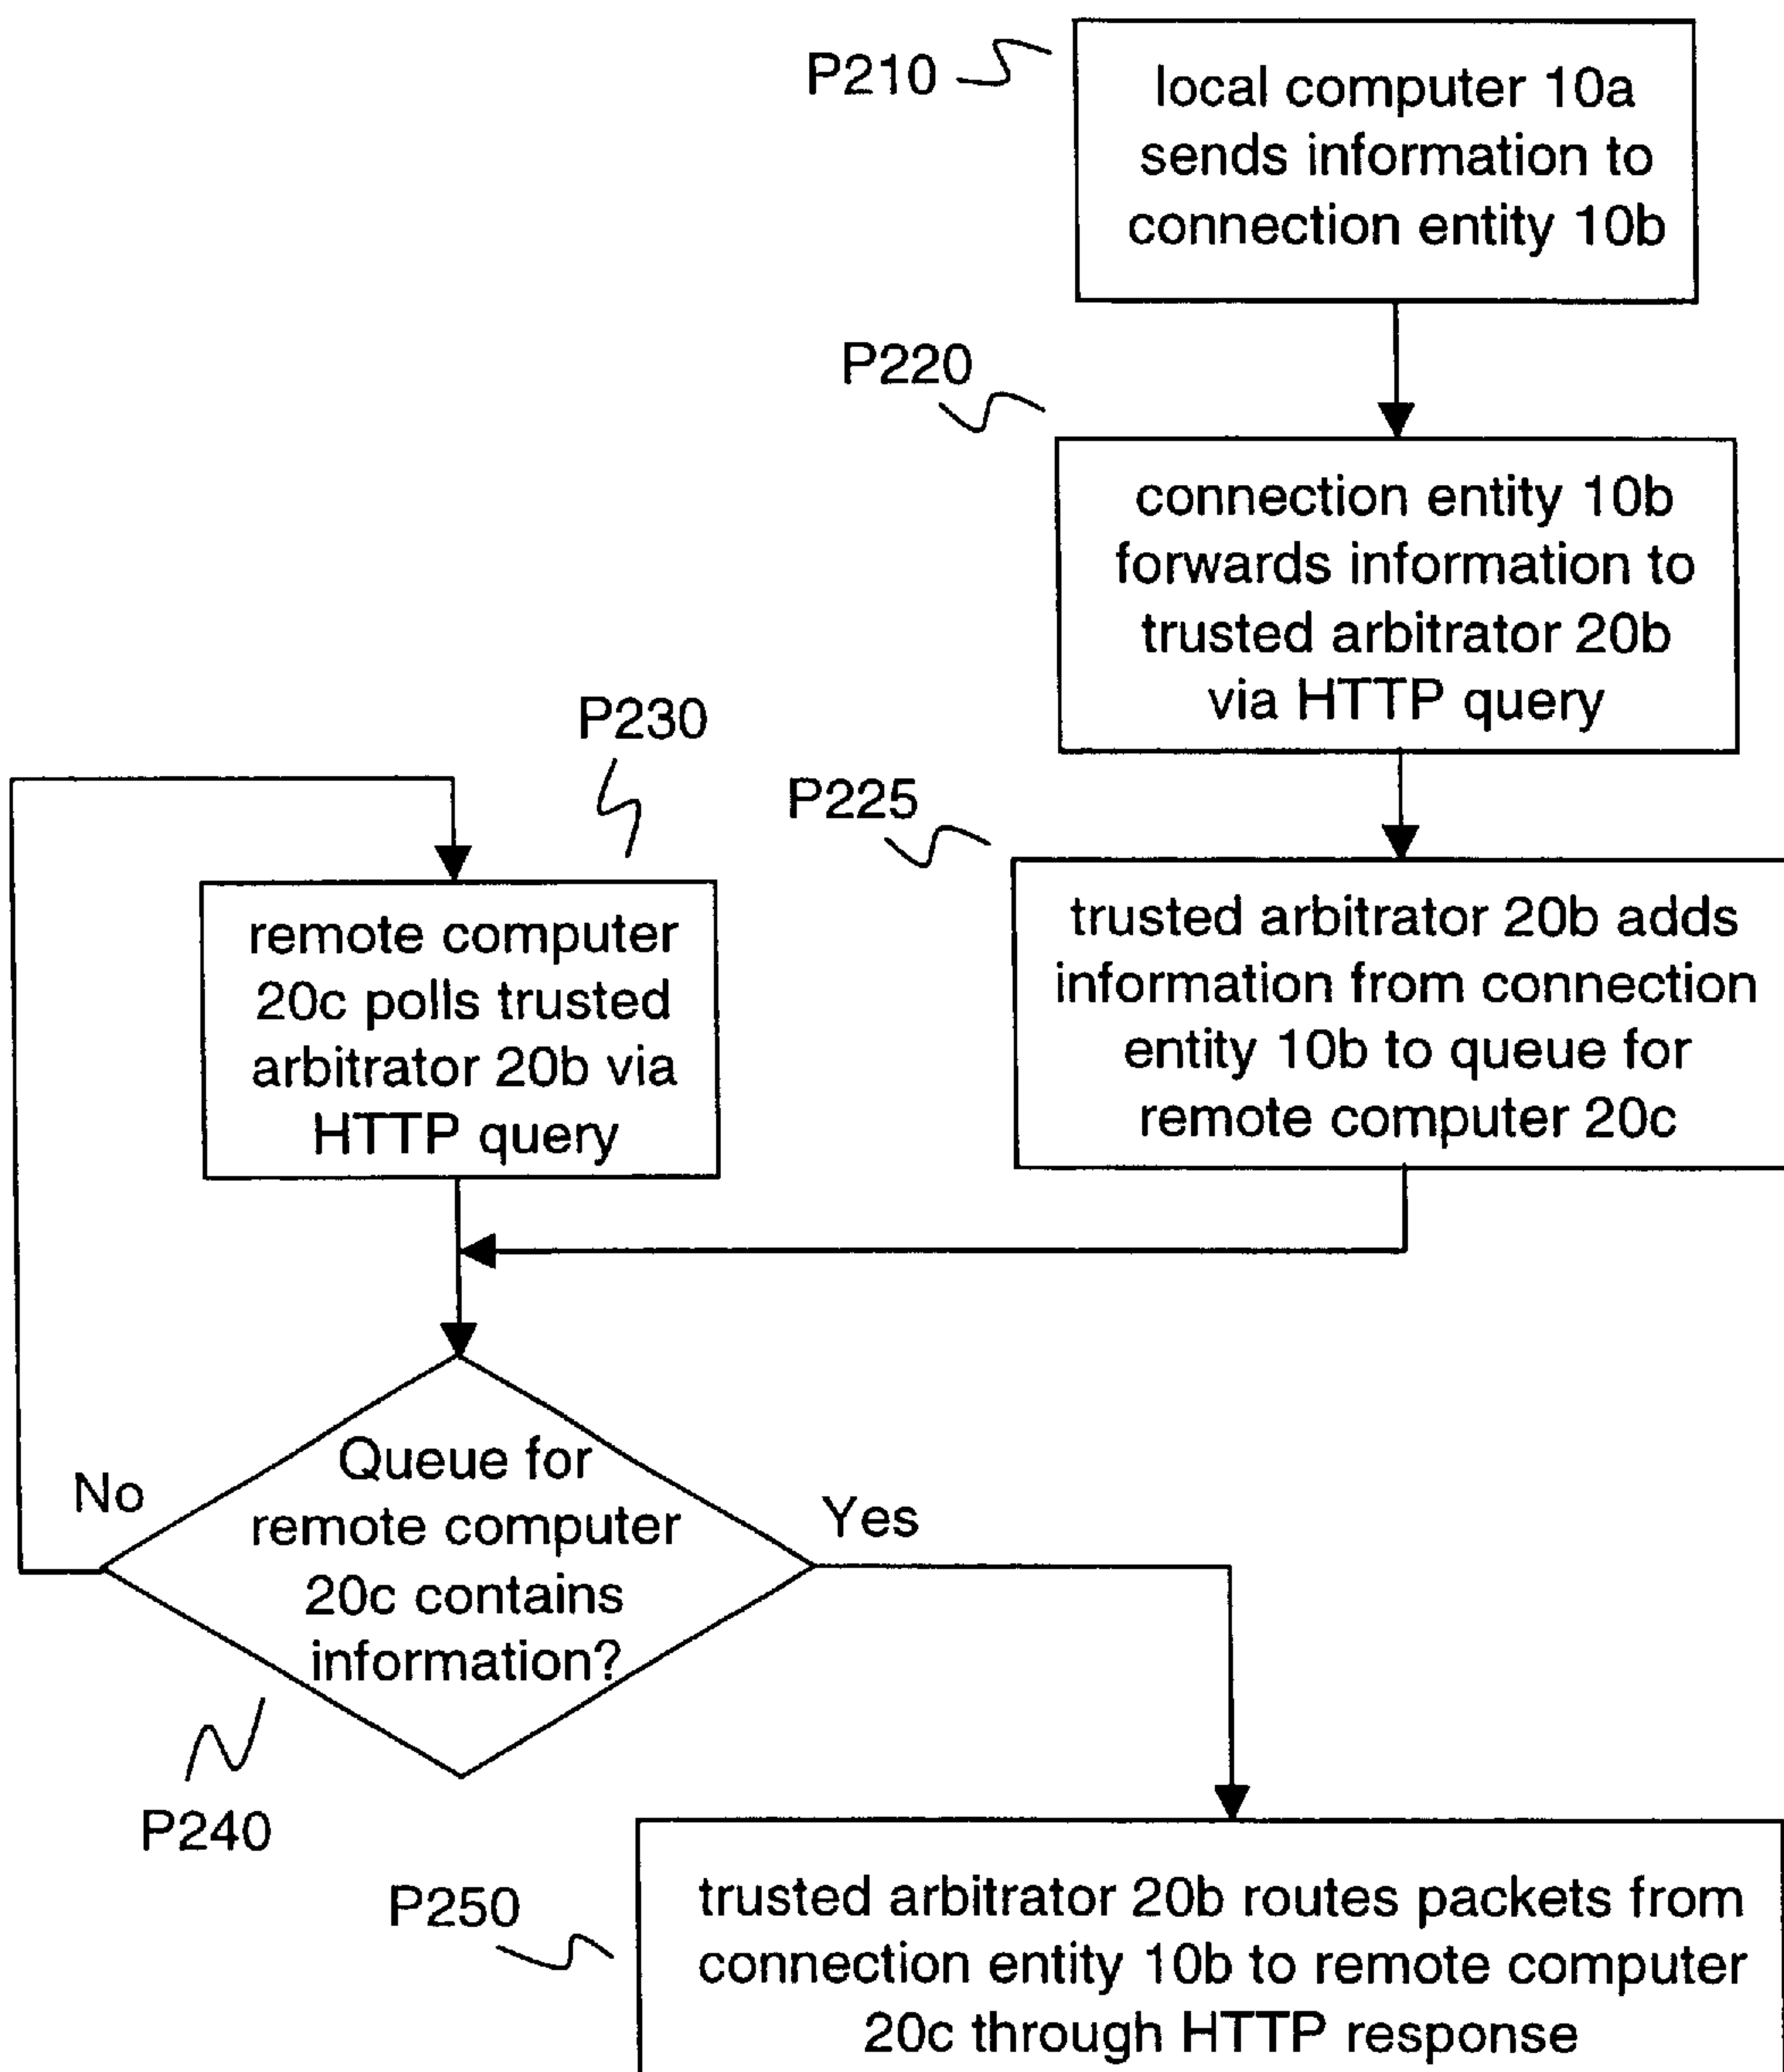 P210
local computer 10a
sends information to
connection entity 10b
P220
connection entity 10b
forwards information to
trusted arbitrator 20b
via HTTP query
P230
remote computer
20c polls trusted
arbitrator 20b via
HTTP query
P225
trusted arbitrator 20b adds
information from connection
entity 10b to queue for
remote computer 20c
Queue for
remote computer
20c contains
information?
No
Yes
P240
P250
trusted arbitrator 20b routes packets from
connection entity 10b to remote computer
20c through HTTP response